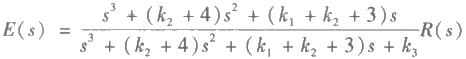 E(s) = \frac{s^3 + (k_2 + 4)s^2 + (k_1 + k_2 + 3)s}{s^3 + (k_2 + 4)s^2 + (k_1 + k_2 + 3)s + k_3} R(s)